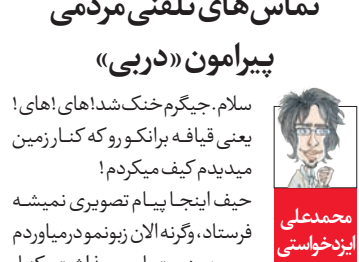 تماس‌های تلفنی مردمی
پیرامون «دربی»
محمدعلی
ایزدخواستی
سلام. جیگرم خنک شد! های! های!
یعنی قیافه برانکو رو که کنار زمین
میدیدم کیف میکردم!
حیف اینجا پیام تصویری نمیشه
فرستاد، وگرنه الان زبونمو درمیاوردم